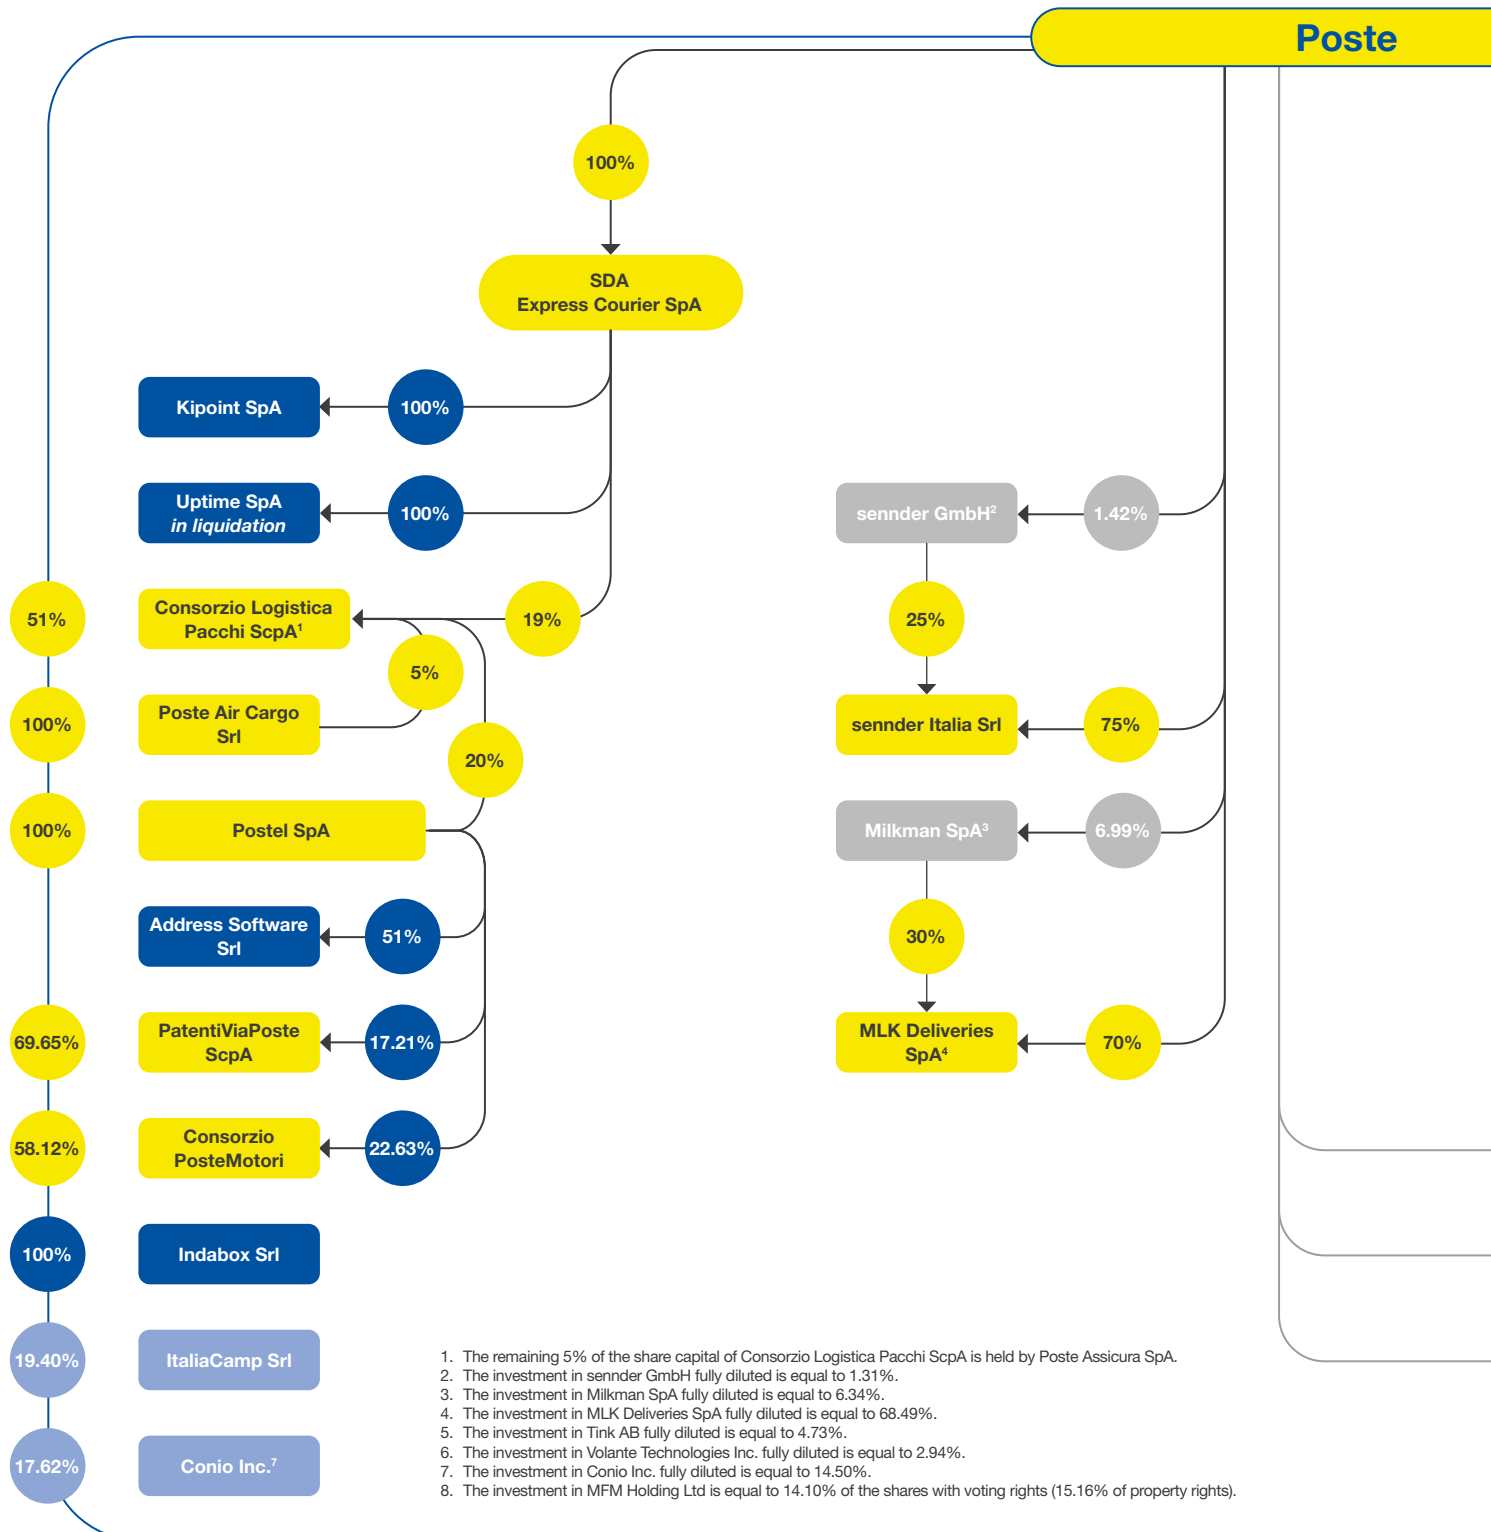 Poste
100%
SDA
Express Courier SpA
Kipoint SpA
100%
Uptime SpA
in liquidation
100%
sennder GmbH²
1.42%
51%
Consorzio Logistica
Pacchi ScpA¹
19%
25%
5%
100%
Poste Air Cargo
Srl
sennder Italia Srl
75%
20%
100%
Postel SpA
Milkman SpA³
6.99%
Address Software
Srl
51%
30%
69.65%
PatentiViaPoste
ScpA
17.21%
MLK Deliveries
SpA⁴
70%
58.12%
Consorzio
PosteMotori
22.63%
100%
Indabox Srl
19.40%
ItaliaCamp Srl
17.62%
Conio Inc.⁷
1. The remaining 5% of the share capital of Consorzio Logistica Pacchi ScpA is held by Poste Assicura SpA.
2. The investment in sennder GmbH fully diluted is equal to 1.31%.
3. The investment in Milkman SpA fully diluted is equal to 6.34%.
4. The investment in MLK Deliveries SpA fully diluted is equal to 68.49%.
5. The investment in Tink AB fully diluted is equal to 4.73%.
6. The investment in Volante Technologies Inc. fully diluted is equal to 2.94%.
7. The investment in Conio Inc. fully diluted is equal to 14.50%.
8. The investment in MFM Holding Ltd is equal to 14.10% of the shares with voting rights (15.16% of property rights).